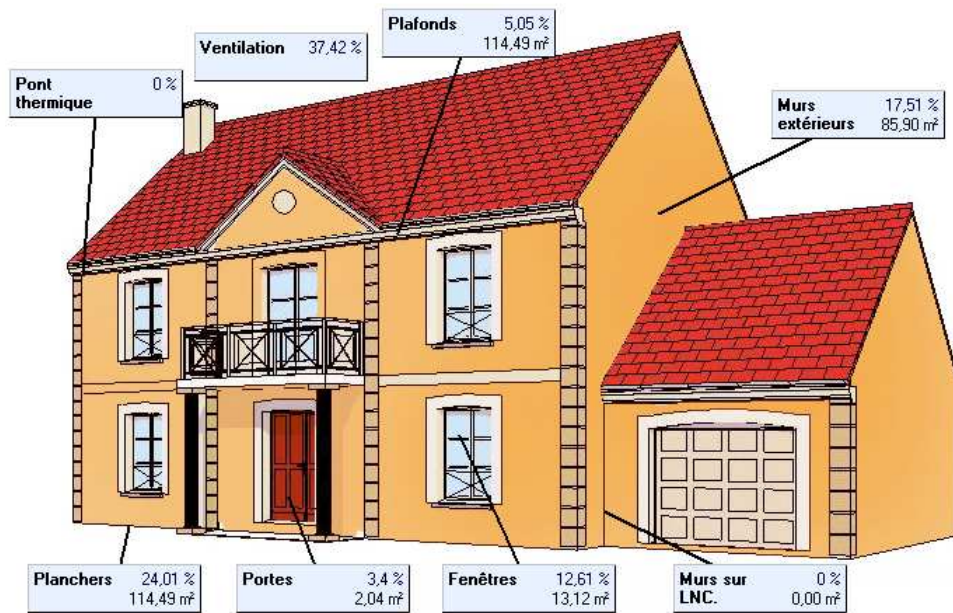 Plafonds 5,05 %
114,49 m²
Ventilation 37,42 %
Pont 0 %
thermique
Murs 17,51 %
extérieurs 85,90 m²
Planchers 24,01 %
114,49 m²
Portes 3,4 %
2,04 m²
Fenêtres 12,61 %
13,12 m²
Murs sur 0 %
LNC. 0,00 m²